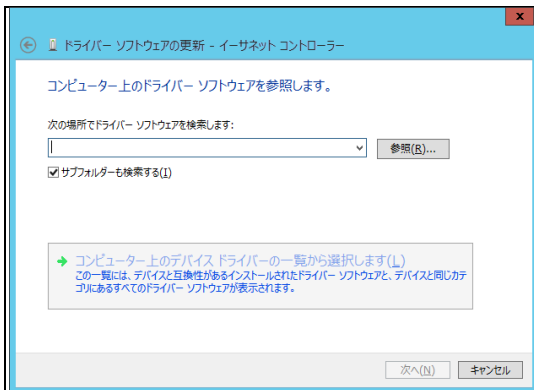 x
ドライバー ソフトウェアの更新 - イーサネット コントローラー
コンピューター上のドライバー ソフトウェアを参照します。
次の場所でドライバー ソフトウェアを検索します:
参照(R)...
サブフォルダーも検索する(I)
コンピューター上のデバイス ドライバーの一覧から選択します(L)
この一覧には、デバイスと互換性があるインストールされたドライバー ソフトウェアと、デバイスと同じカテ
ゴリにあるすべてのドライバー ソフトウェアが表示されます。
次へ(N) キャンセル